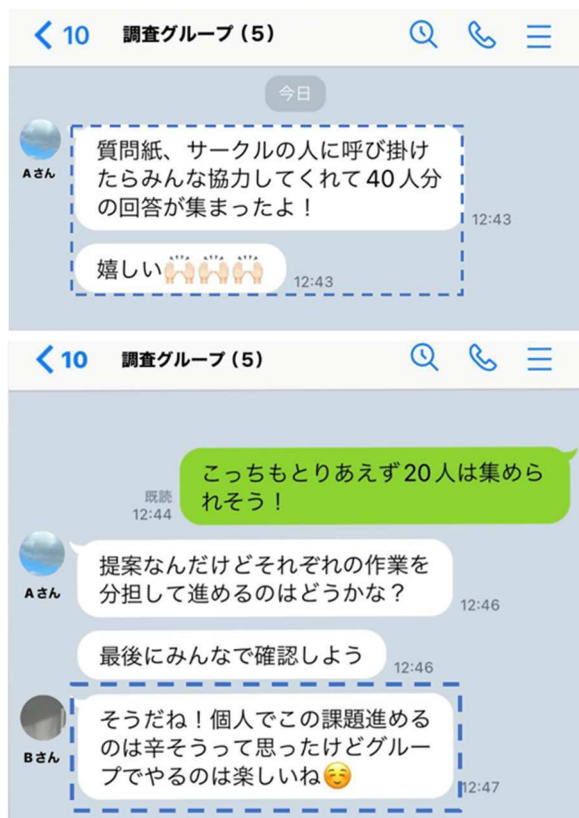 10 調査グループ（5）
今日
質問紙、サークルの人に呼び掛け
たらみんな協力してくれて40人分
の回答が集まったよ！
Aさん
12:43
嬉しい🙌🏻🙌🏻🙌🏻
12:43
10 調査グループ（5）
こっちもとりあえず20人は集めら
れそう！
既読
12:44
提案なんだけどそれぞれの作業を
分担して進めるのはどうかな？
Aさん
12:46
最後にみんなで確認しよう
12:46
そうだね！個人でこの課題進める
のは辛そうって思ったけどグルー
プでやるのは楽しいね☺️
Bさん
12:47